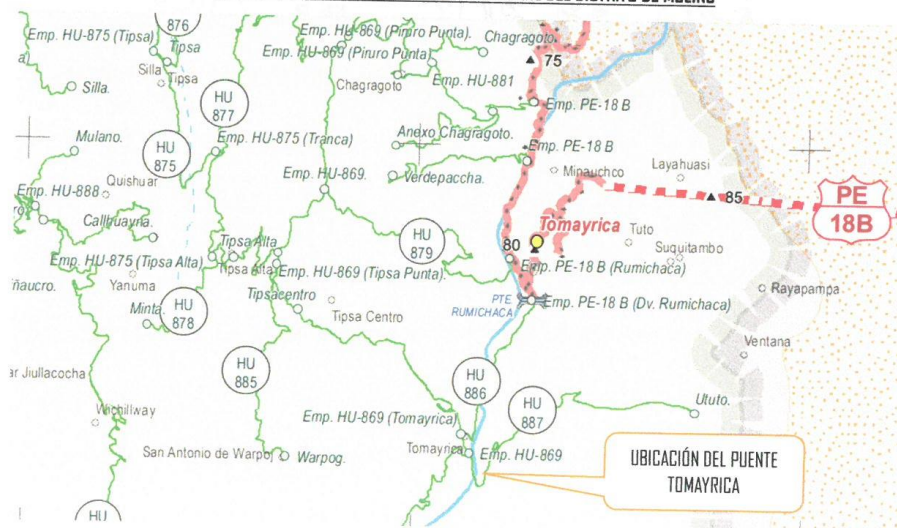 876
Emp. HU-875 (Tipsa)
Tipsa
Emp. HU-869 (Piruro Punta).
Chagragoto.
Emp. HU-869 (Piruro Punta)
75
Silla.
Silla
Tipsa
Chagragoto
Emp. HU-881
HU
877
Emp. PE-18 B
Mulano.
HU
875
Emp. HU-875 (Tranca)
Anexo Chagragoto.
Emp. PE-18 B
Quishuar
Emp. HU-869.
Verdepaccha.
Minauchco
Layahuasi
Emp. HU-888
85
PE
18B
Callhuayna.
HU
879
Tomayrica
Tuto
80
Suquitambo
Emp. HU-875 (Tipsa Alta)
Tipsa Alta
Tipsa Alta
Emp. HU-869 (Tipsa Punta).
Emp. PE-18 B (Rumichaca)
Yanuma
ñaucro.
Tipsacentro
PTE.
RUMICHACA
Emp. PE-18 B (Dv. Rumichaca)
Rayapampa
Minta.
HU
878
Tipsa Centro
Ventana
ar Jiullacocha
HU
885
HU
886
HU
887
Ututo.
Wichillway
Emp. HU-869 (Tomayrica)
Tomayrica
Emp. HU-869
San Antonio de Warpoj
Warpog.
UBICACIÓN DEL PUENTE
TOMAYRICA
HU